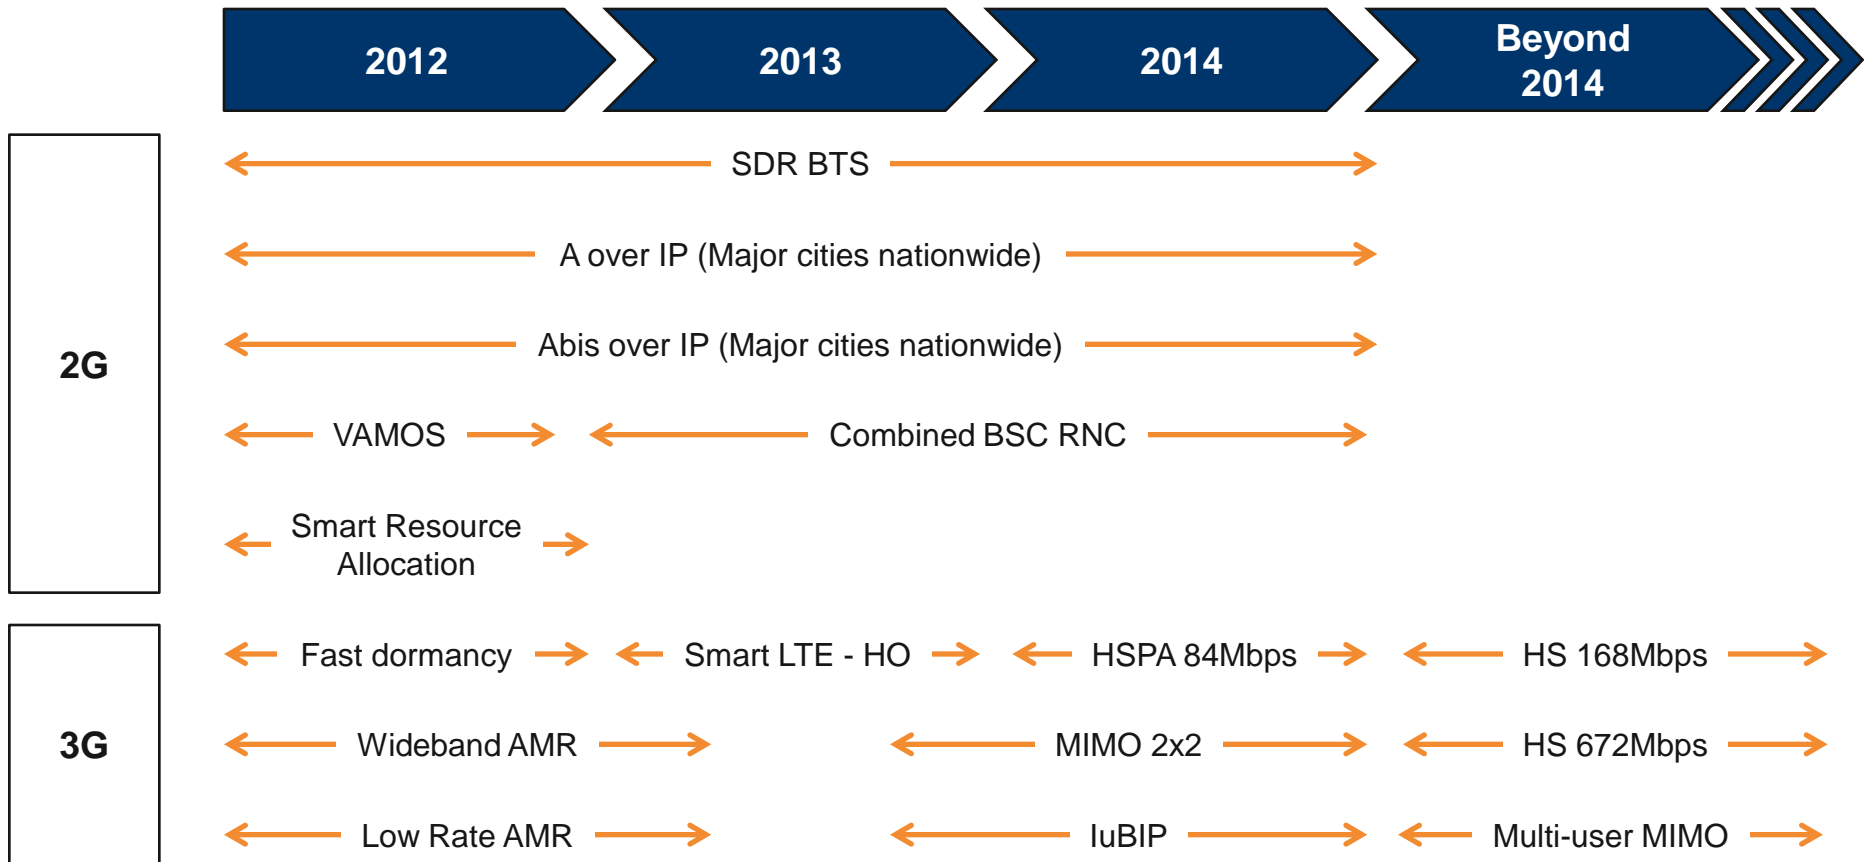 2012
2013
2014
Beyond
2014
2G
SDR BTS
A over IP (Major cities nationwide)
Abis over IP (Major cities nationwide)
VAMOS
Combined BSC RNC
Smart Resource
Allocation
3G
Fast dormancy
Smart LTE - HO
HSPA 84Mbps
HS 168Mbps
Wideband AMR
MIMO 2x2
HS 672Mbps
Low Rate AMR
IuBIP
Multi-user MIMO